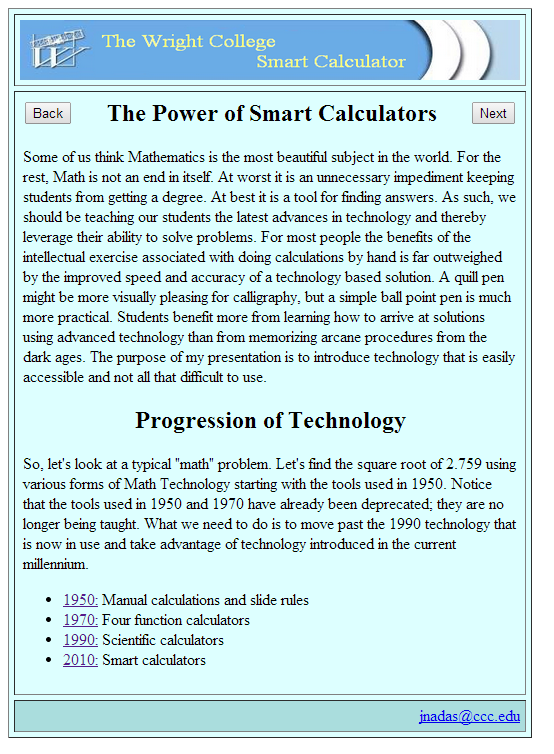 The Wright College
Smart Calculator
Back
The Power of Smart Calculators
Next
Some of us think Mathematics is the most beautiful subject in the world. For the
rest, Math is not an end in itself. At worst it is an unnecessary impediment keeping
students from getting a degree. At best it is a tool for finding answers. As such, we
should be teaching our students the latest advances in technology and thereby
leverage their ability to solve problems. For most people the benefits of the
intellectual exercise associated with doing calculations by hand is far outweighed
by the improved speed and accuracy of a technology based solution. A quill pen
might be more visually pleasing for calligraphy, but a simple ball point pen is much
more practical. Students benefit more from learning how to arrive at solutions
using advanced technology than from memorizing arcane procedures from the
dark ages. The purpose of my presentation is to introduce technology that is easily
accessible and not all that difficult to use.
Progression of Technology
So, let's look at a typical "math" problem. Let's find the square root of 2.759 using
various forms of Math Technology starting with the tools used in 1950. Notice
that the tools used in 1950 and 1970 have already been deprecated; they are no
longer being taught. What we need to do is to move past the 1990 technology that
is now in use and take advantage of technology introduced in the current
millennium.
• 1950: Manual calculations and slide rules
• 1970: Four function calculators
• 1990: Scientific calculators
• 2010: Smart calculators
jnadas@ccc.edu